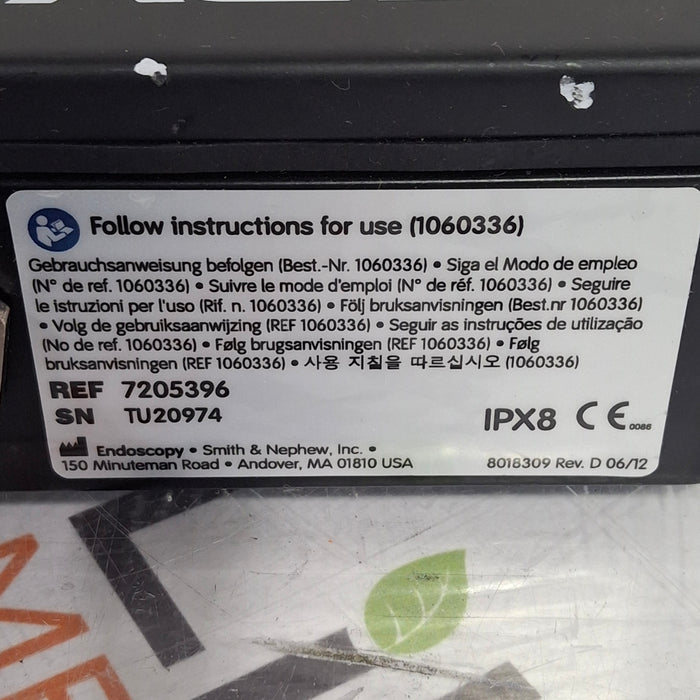 Follow instructions for use (1060336)
Gebrauchsanweisung befolgen (Best.-Nr. 1060336) • Siga el Modo de empleo
(N° de ref. 1060336) • Suivre le mode d'emploi (N° de réf. 1060336) • Seguire
le istruzioni per l'uso (Rif. n. 1060336) • Följ bruksanvisningen (Best.nr 1060336)
• Volg de gebruiksaanwijzing (REF 1060336) • Seguir as instruções de utilização
(No de ref. 1060336) • Følg brugsanvisningen (REF 1060336) • Følg
bruksanvisningen (REF 1060336) • 사용 지침을 따르십시오 (1060336)
REF 7205396
SN TU20974
IPX8 CE 0086
Endoscopy • Smith & Nephew, Inc. •
150 Minuteman Road • Andover, MA 01810 USA
8018309 Rev. D 06/12